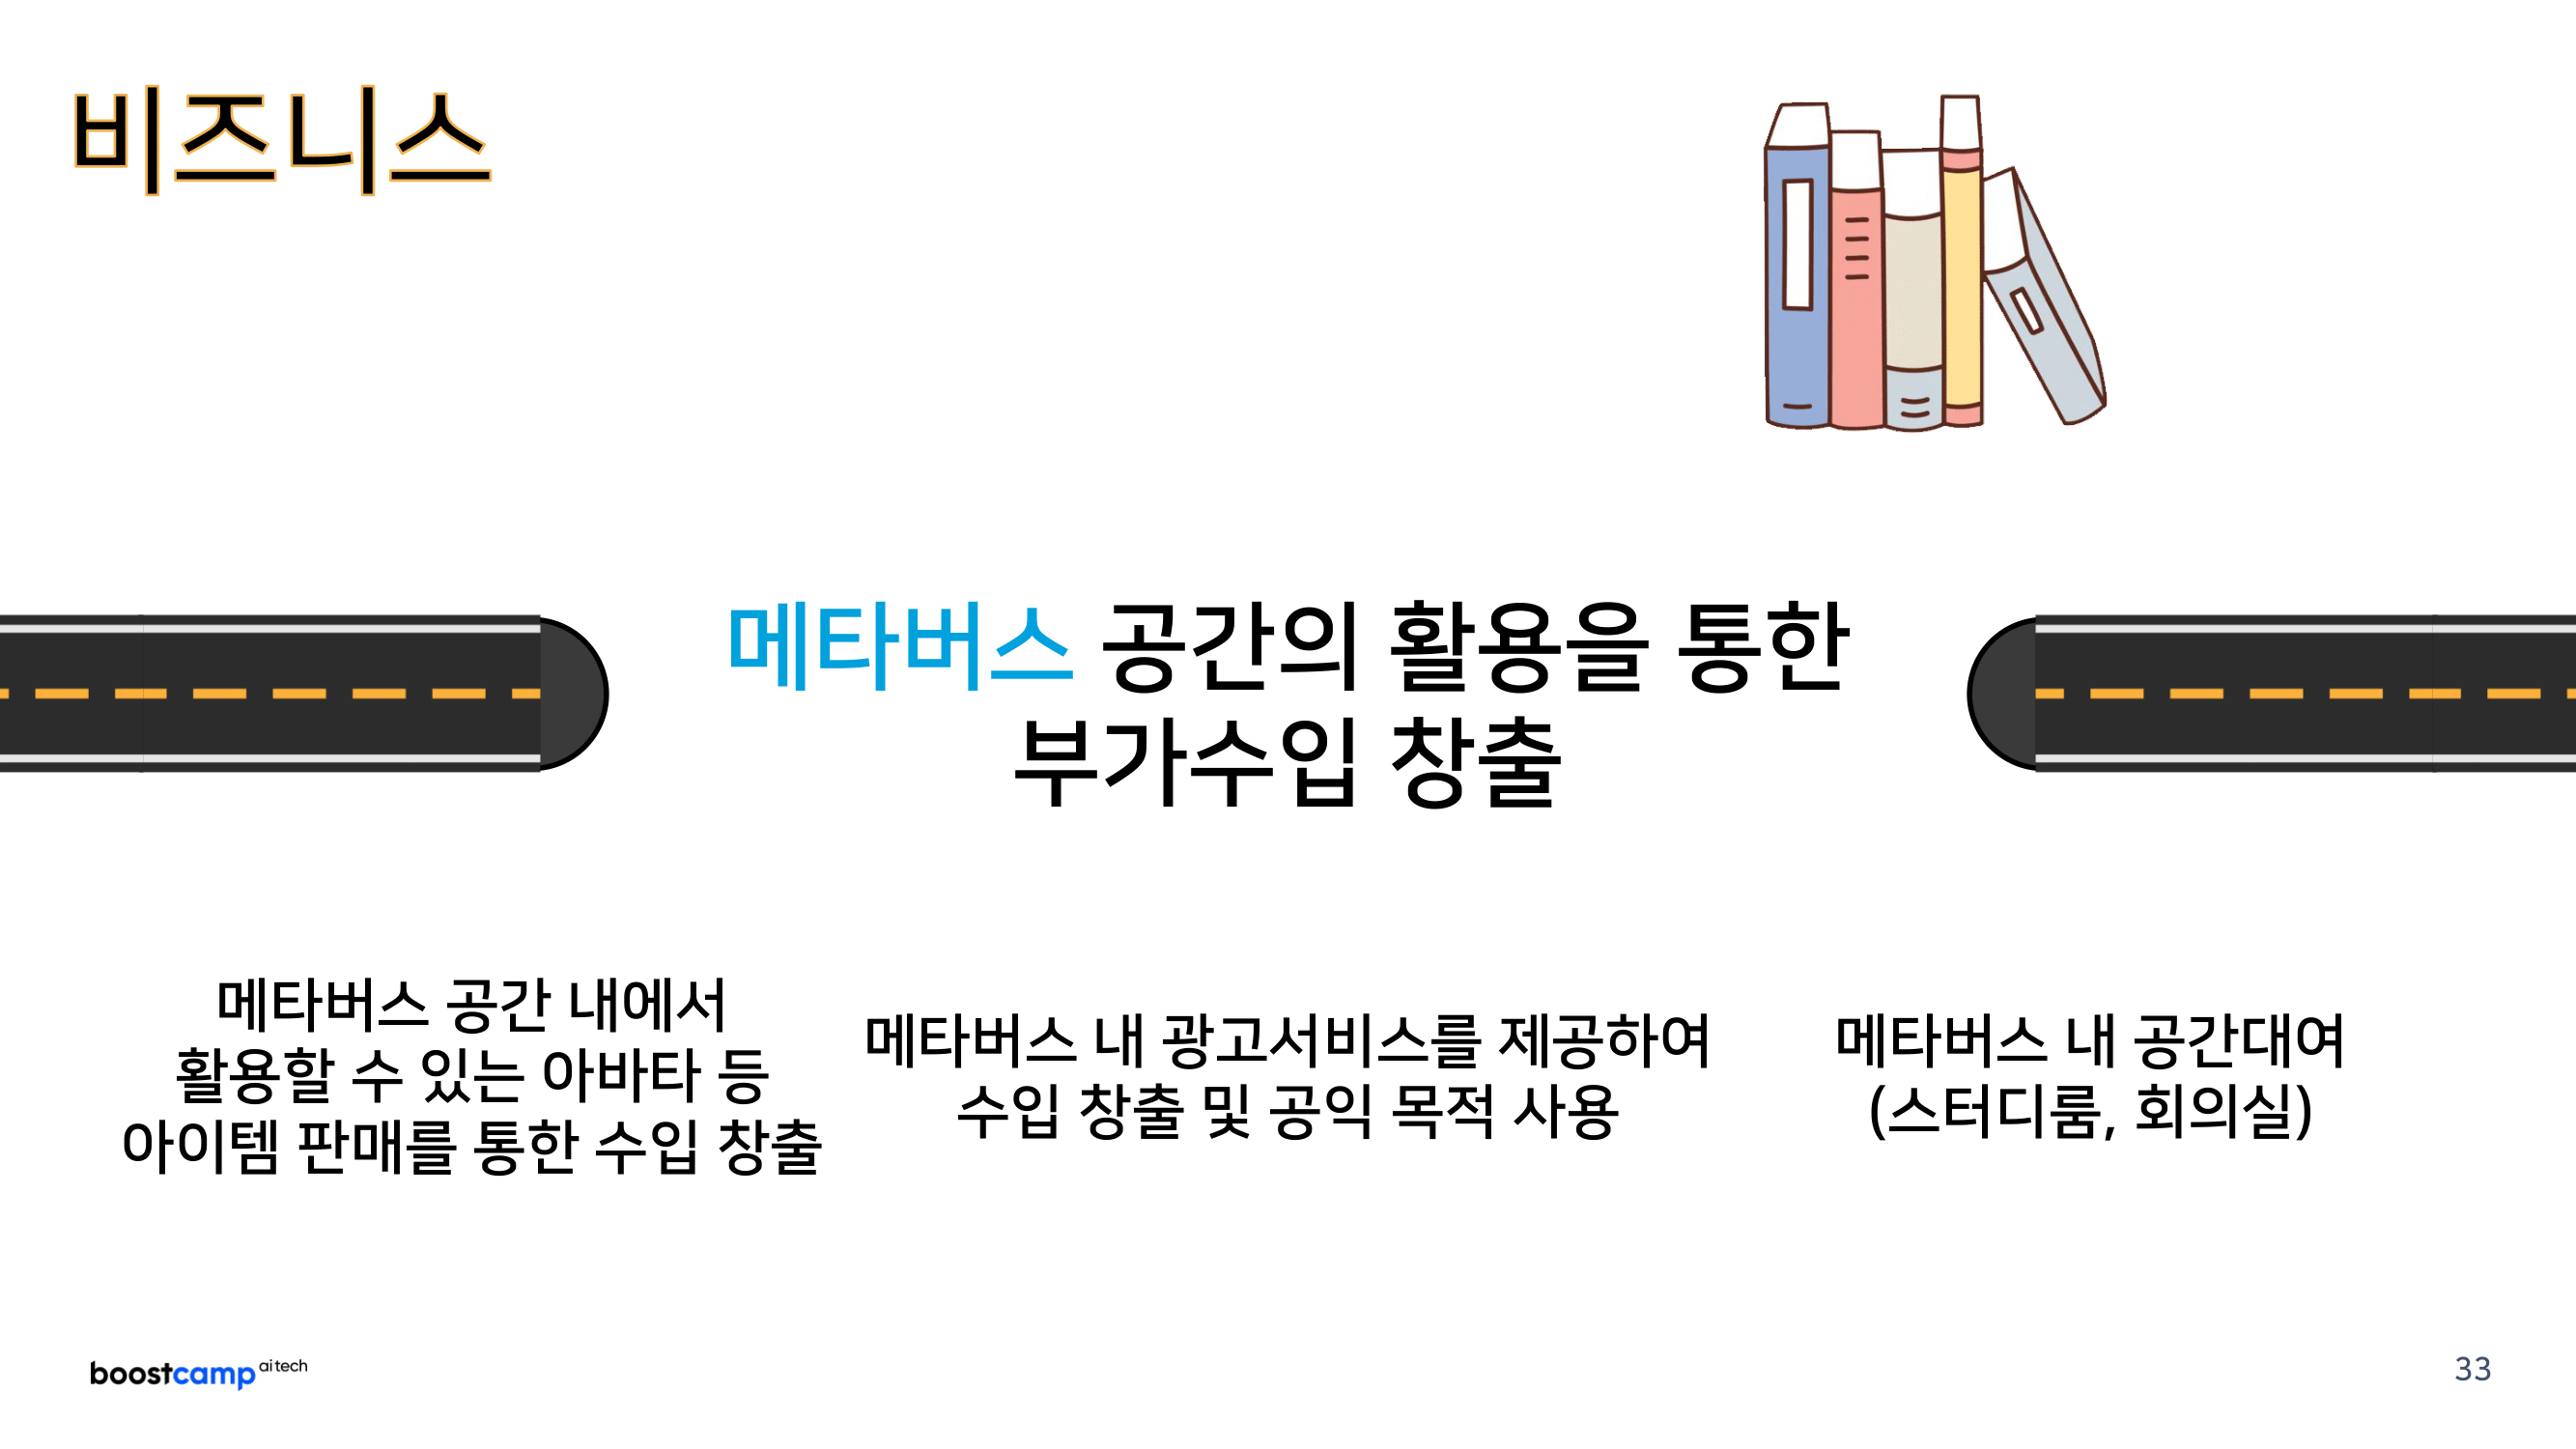 비즈니스
메타버스 공간의 활용을 통한
부가수입 창출
메타버스 공간 내에서
활용할 수 있는 아바타 등
아이템 판매를 통한 수입 창출
메타버스 내 광고서비스를 제공하여
수입 창출 및 공익 목적 사용
메타버스 내 공간대여
(스터디룸, 회의실)
boostcamp ai tech
33